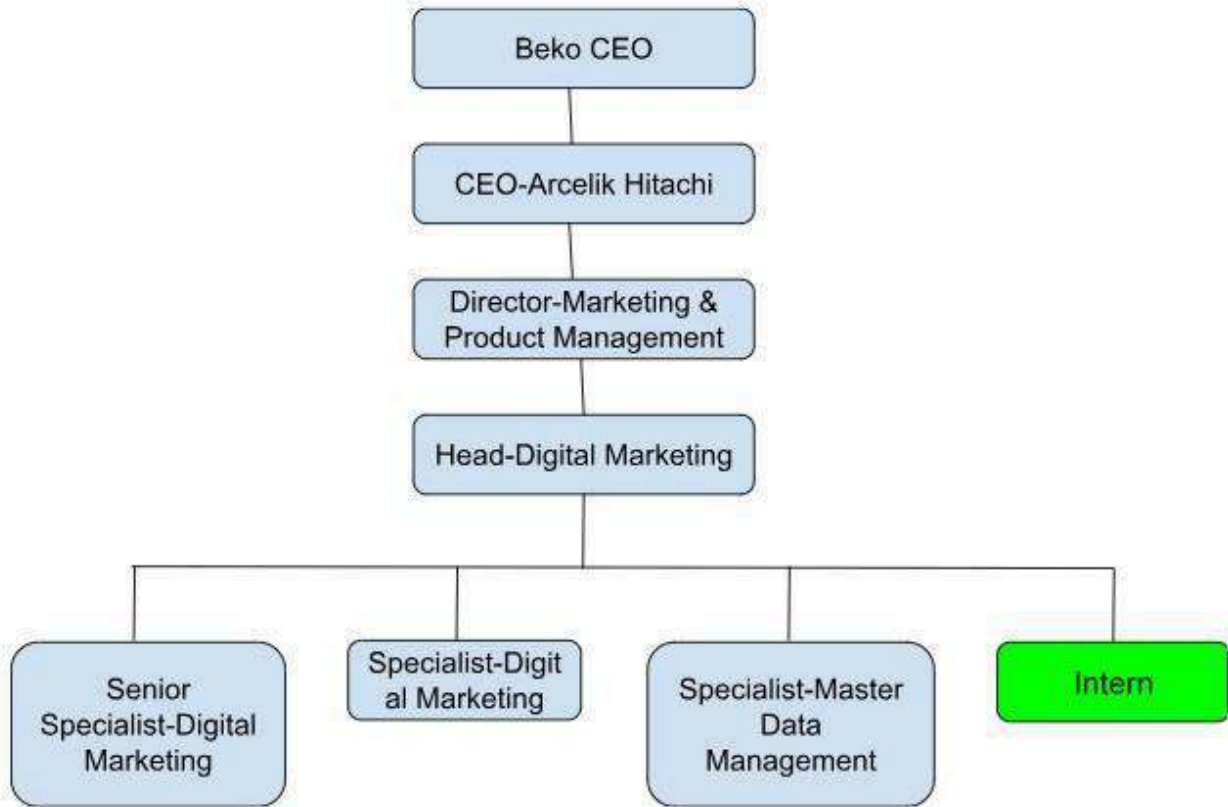 Beko CEO
CEO-Arcelik Hitachi
Director-Marketing &
Product Management
Head-Digital Marketing
Senior
Specialist-Digital
Marketing
Specialist-Digit
al Marketing
Specialist-Master
Data
Management
Intern